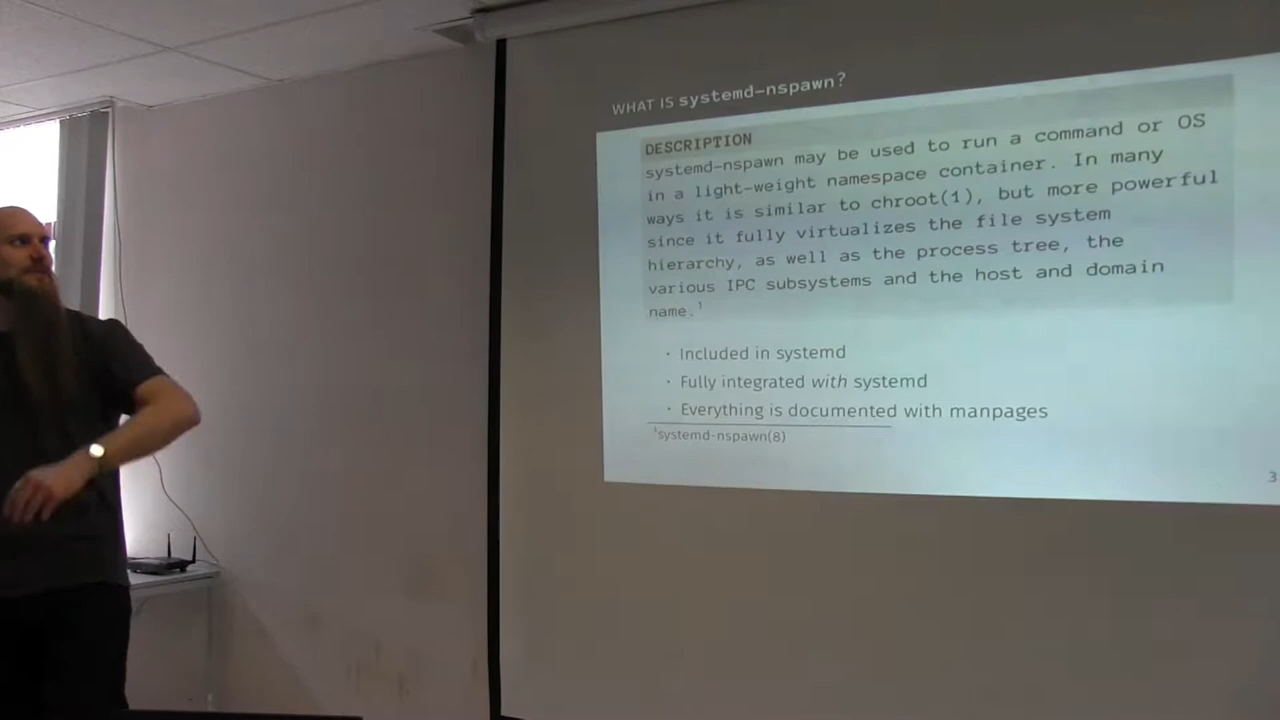 WHAT IS systemd-nspawn?
DESCRIPTION
systemd-nspawn may be used to run a command or OS
in a light-weight namespace container. In many
ways it is similar to chroot(1), but more powerful
since it fully virtualizes the file system
hierarchy, as well as the process tree, the
various IPC subsystems and the host and domain
name.¹
· Included in systemd
· Fully integrated with systemd
· Everything is documented with manpages
¹systemd-nspawn(8)
3